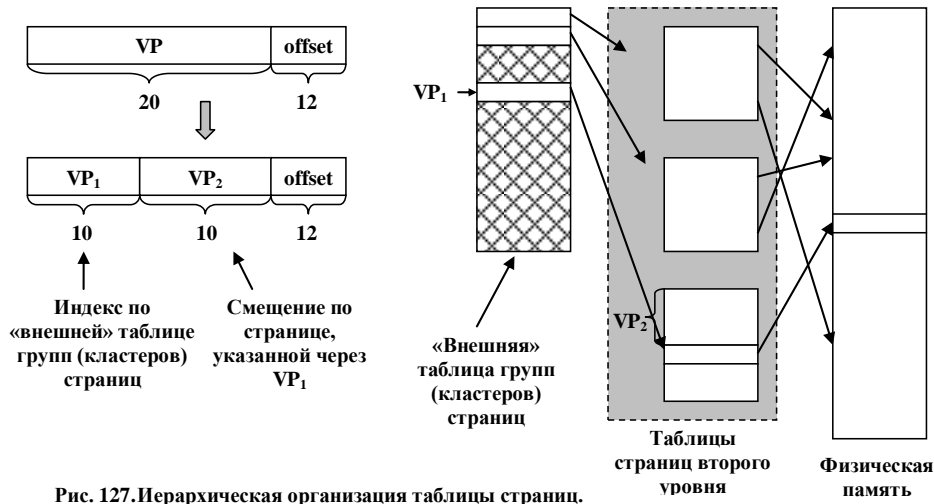 VP
offset
20
12
VP₁
VP₂
offset
10
10
12
Индекс по
«внешней» таблице
групп (кластеров)
страниц
Смещение по
странице,
указанной через
VP₁
VP₁
«Внешняя»
таблица групп
(кластеров)
страниц
VP₂
Таблицы
страниц второго
уровня
Физическая
память
Рис. 127.Иерархическая организация таблицы страниц.